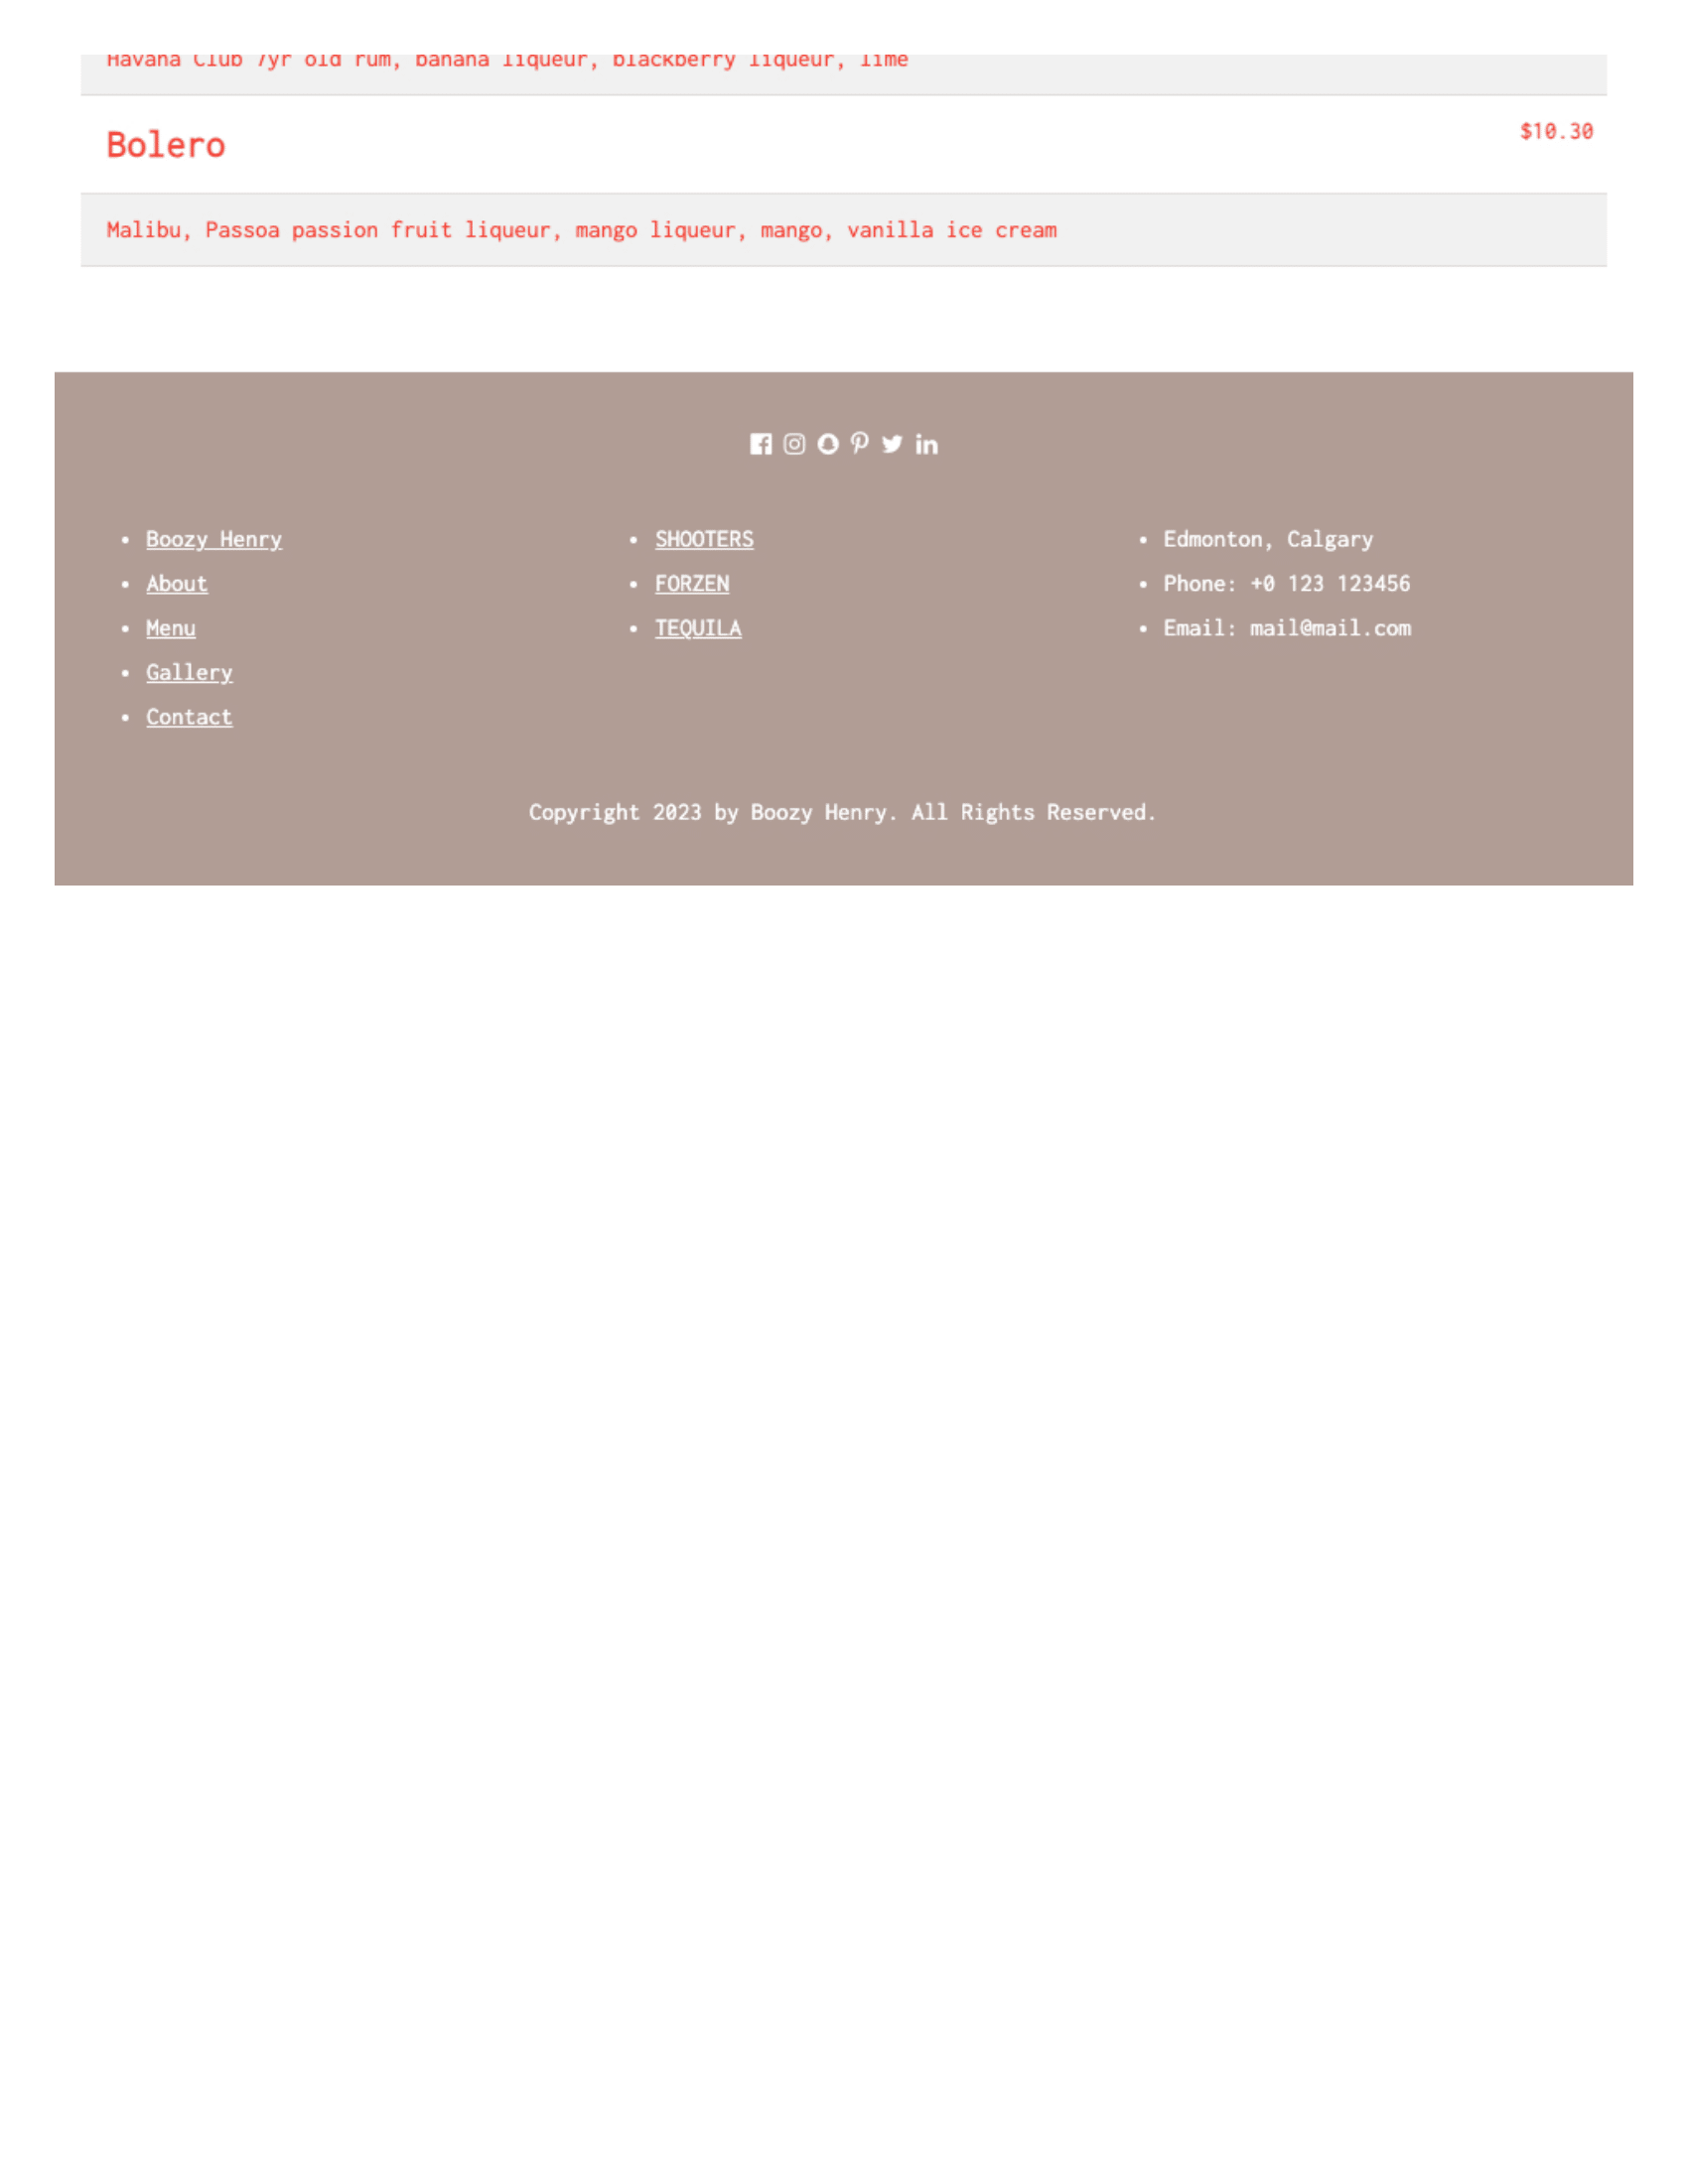 Havana Club 7yr old rum, banana liqueur, blackberry liqueur, lime
Bolero
$10.30
Malibu, Passoa passion fruit liqueur, mango liqueur, mango, vanilla ice cream
Boozy Henry
About
Menu
Gallery
Contact
SHOOTERS
FORZEN
TEQUILA
Edmonton, Calgary
Phone: +0 123 123456
Email: mail@mail.com
Copyright 2023 by Boozy Henry. All Rights Reserved.